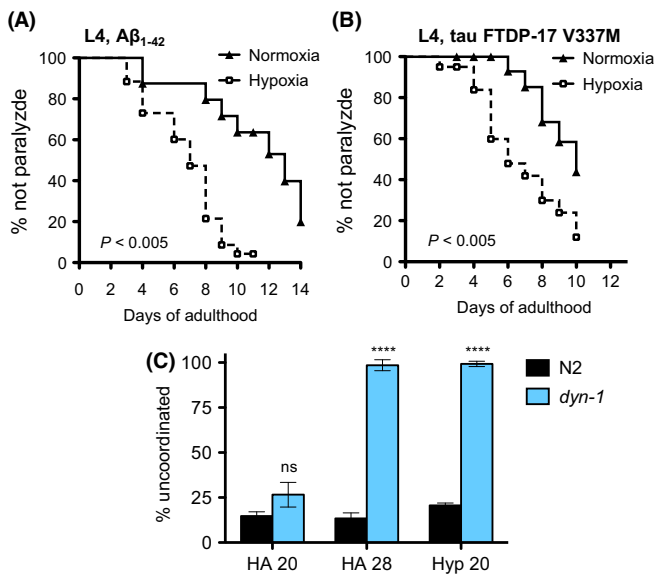 (A)
L4, Aβ1-42
% not paralyzde
100
80
60
40
20
0
Normoxia
Hypoxia
P < 0.005
0 2 4 6 8 10 12 14
Days of adulthood
(B)
L4, tau FTDP-17 V337M
% not paralyzde
100
80
60
40
20
0
Normoxia
Hypoxia
P < 0.005
0 2 4 6 8 10 12 14
Days of adulthood
(C)
% uncoordinated
100
75
50
25
0
ns
****
****
N2
dyn-1
HA 20 HA 28 Hyp 20